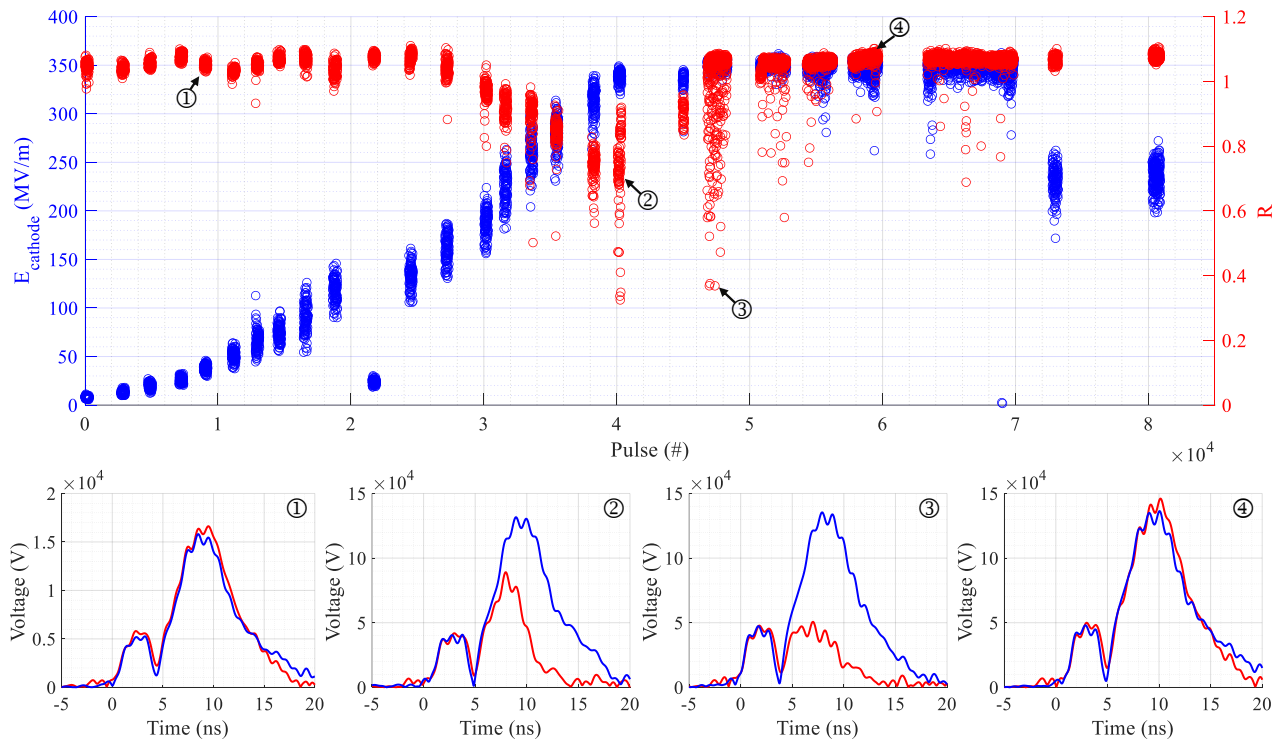 400
350
300
250
200
150
100
50
0
E_cathode (MV/m)
1.2
1
0.8
0.6
0.4
0.2
0
R
①
②
③
④
0 1 2 3 4 5 6 7 8
Pulse (#)
×10^4
×10^4
①
2
1.5
1
0.5
0
Voltage (V)
-5 0 5 10 15 20
Time (ns)
×10^4
②
15
10
5
0
Voltage (V)
-5 0 5 10 15 20
Time (ns)
×10^4
③
15
10
5
0
Voltage (V)
-5 0 5 10 15 20
Time (ns)
×10^4
④
15
10
5
0
Voltage (V)
-5 0 5 10 15 20
Time (ns)